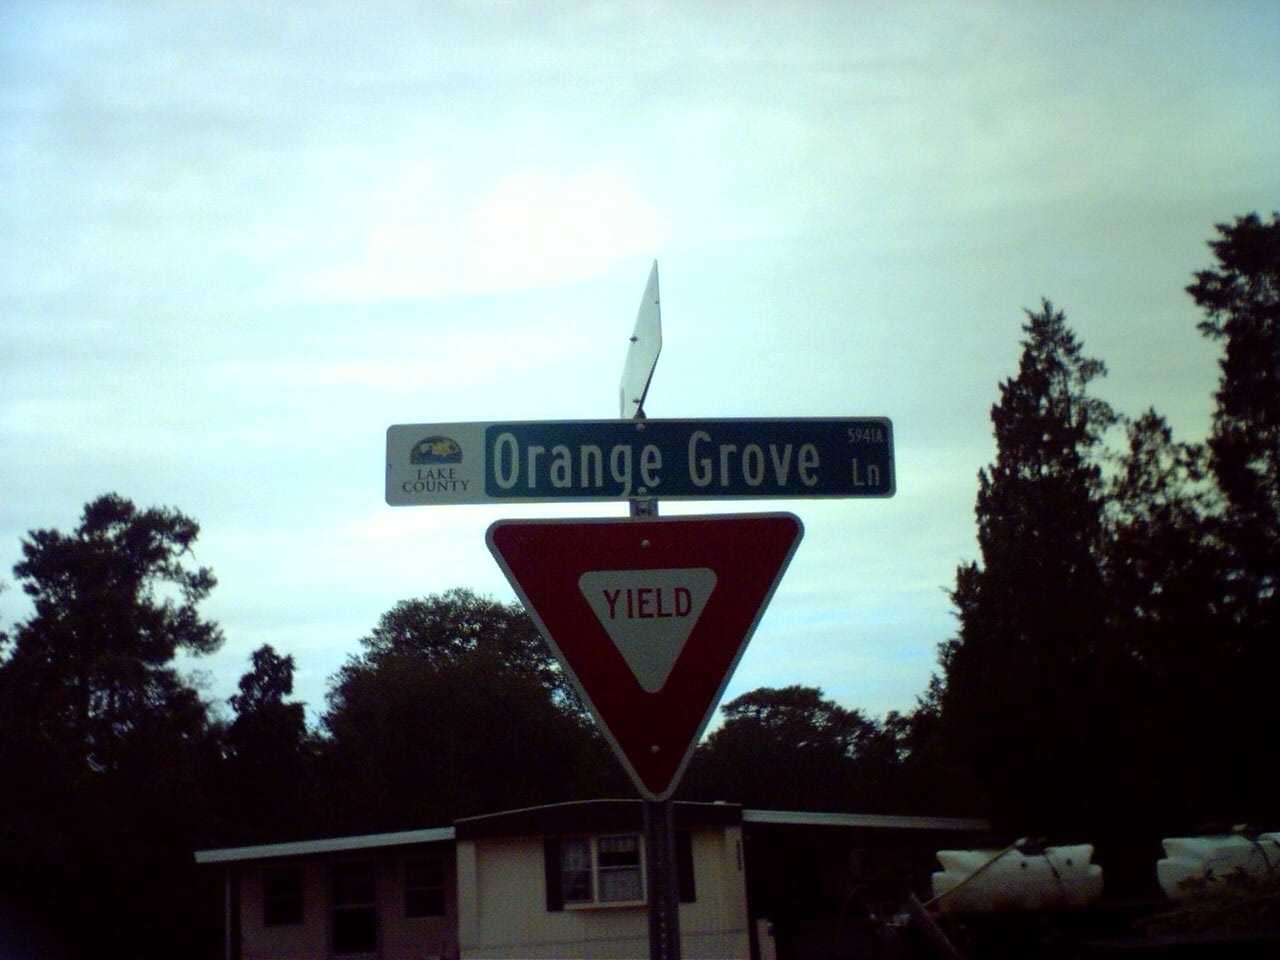 LAKE
COUNTY
Orange Grove Ln
5941A
YIELD